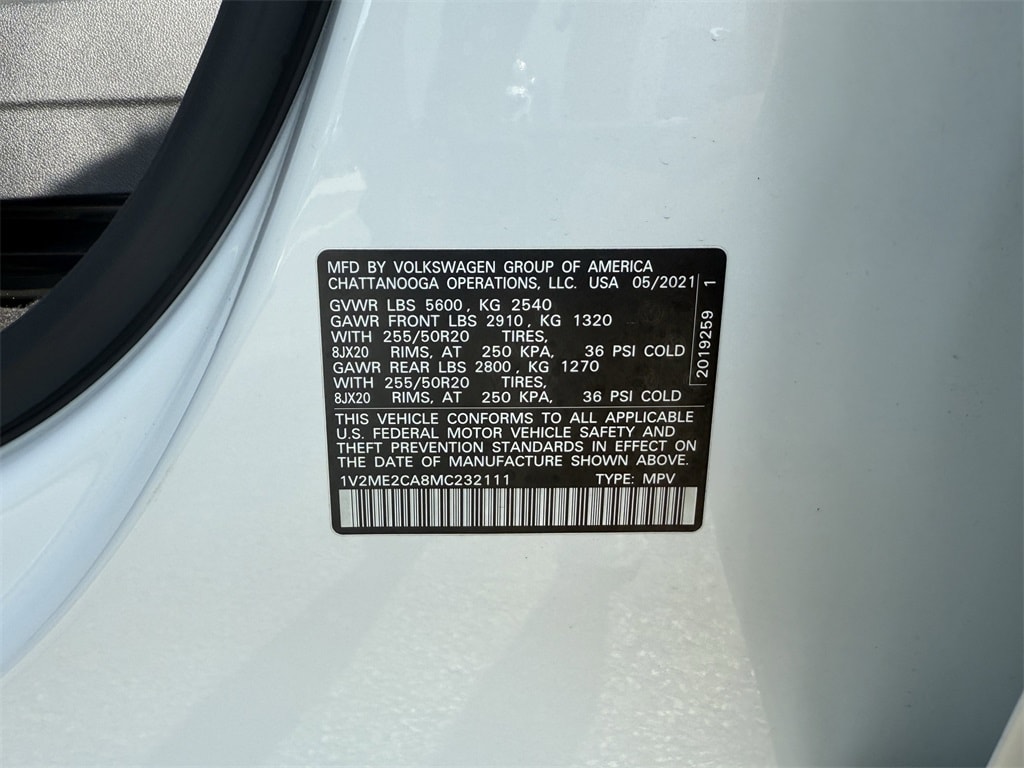 MFD BY VOLKSWAGEN GROUP OF AMERICA
CHATTANOOGA OPERATIONS, LLC. USA 05/2021
GVWR LBS 5600, KG 2540
GAWR FRONT LBS 2910, KG 1320
WITH 255/50R20 TIRES,
8JX20 RIMS, AT 250 KPA, 36 PSI COLD
GAWR REAR LBS 2800, KG 1270
WITH 255/50R20 TIRES,
8JX20 RIMS, AT 250 KPA, 36 PSI COLD
2019259 1
THIS VEHICLE CONFORMS TO ALL APPLICABLE
U.S. FEDERAL MOTOR VEHICLE SAFETY AND
THEFT PREVENTION STANDARDS IN EFFECT ON
THE DATE OF MANUFACTURE SHOWN ABOVE.
1V2ME2CA8MC232111 TYPE: MPV